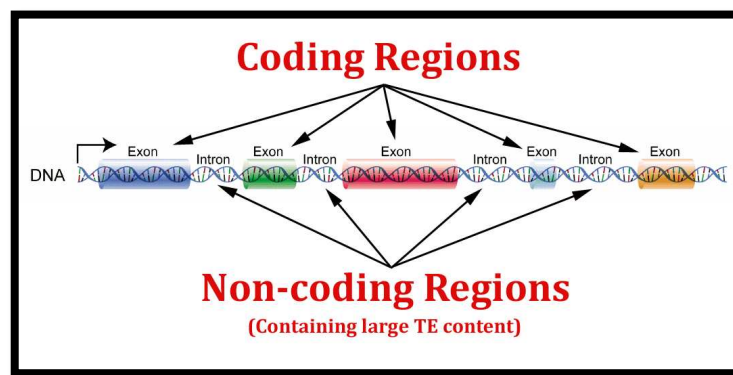 Coding Regions
Exon Intron Exon Intron Exon Intron Exon Intron Exon
DNA
Non-coding Regions
(Containing large TE content)